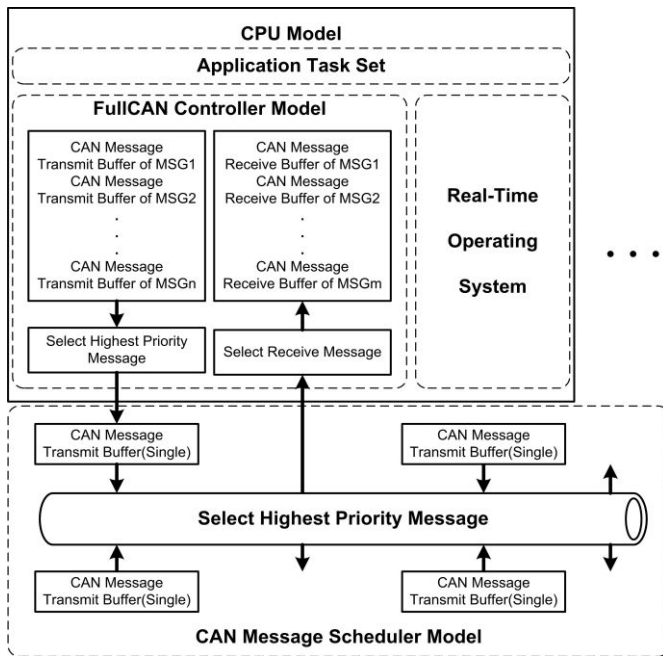 CPU Model
Application Task Set
FullCAN Controller Model
CAN Message
Transmit Buffer of MSG1
CAN Message
Transmit Buffer of MSG2
.
.
.
CAN Message
Transmit Buffer of MSGn
CAN Message
Receive Buffer of MSG1
CAN Message
Receive Buffer of MSG2
.
.
.
CAN Message
Receive Buffer of MSGm
Real-Time
Operating
System
. . .
Select Highest Priority
Message
Select Receive Message
CAN Message
Transmit Buffer(Single)
CAN Message
Transmit Buffer(Single)
Select Highest Priority Message
CAN Message
Transmit Buffer(Single)
CAN Message
Transmit Buffer(Single)
CAN Message Scheduler Model